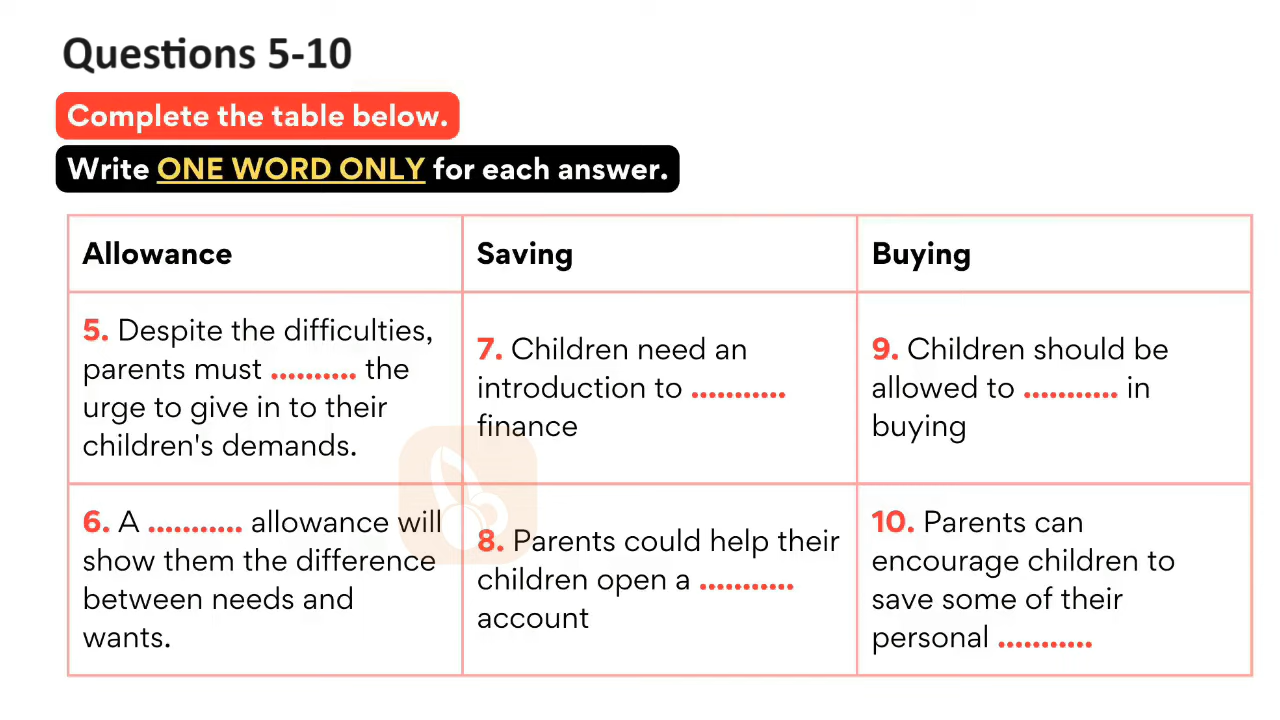 Questions 5-10
Complete the table below.
Write ONE WORD ONLY for each answer.
Allowance
Saving
Buying
5. Despite the difficulties,
parents must .......... the
urge to give in to their
children's demands.
7. Children need an
introduction to ...........
finance
9. Children should be
allowed to ........... in
buying
6. A ........... allowance will
show them the difference
between needs and
wants.
8. Parents could help their
children open a ...........
account
10. Parents can
encourage children to
save some of their
personal ...........